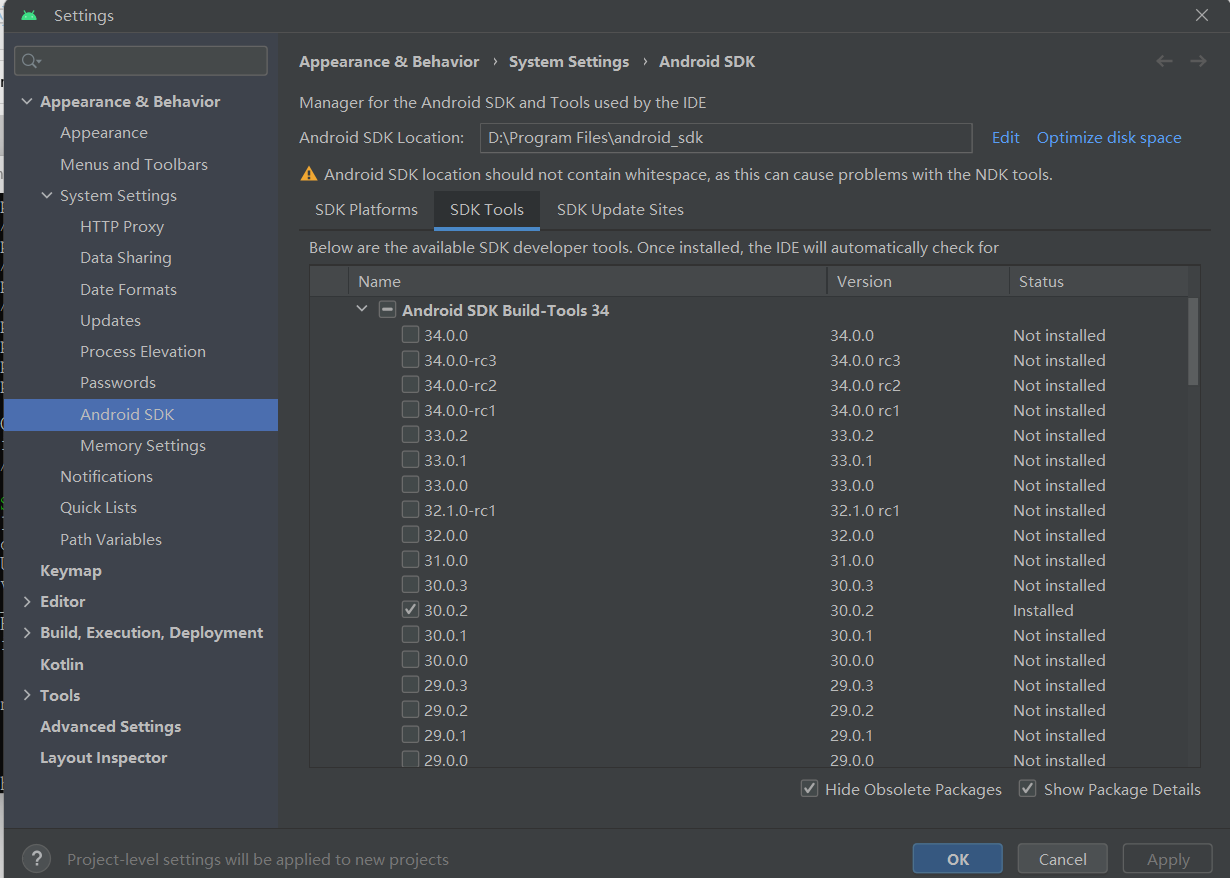 Settings
Appearance & Behavior
Appearance
Menus and Toolbars
System Settings
HTTP Proxy
Data Sharing
Date Formats
Updates
Process Elevation
Passwords
Android SDK
Memory Settings
Notifications
Quick Lists
Path Variables
Keymap
Editor
Build, Execution, Deployment
Kotlin
Tools
Advanced Settings
Layout Inspector
Appearance & Behavior › System Settings › Android SDK
Manager for the Android SDK and Tools used by the IDE
Android SDK Location: D:\Program Files\android_sdk Edit Optimize disk space
Android SDK location should not contain whitespace, as this can cause problems with the NDK tools.
SDK Platforms SDK Tools SDK Update Sites
Below are the available SDK developer tools. Once installed, the IDE will automatically check for
Name Version Status
Android SDK Build-Tools 34
34.0.0 34.0.0 Not installed
34.0.0-rc3 34.0.0 rc3 Not installed
34.0.0-rc2 34.0.0 rc2 Not installed
34.0.0-rc1 34.0.0 rc1 Not installed
33.0.2 33.0.2 Not installed
33.0.1 33.0.1 Not installed
33.0.0 33.0.0 Not installed
32.1.0-rc1 32.1.0 rc1 Not installed
32.0.0 32.0.0 Not installed
31.0.0 31.0.0 Not installed
30.0.3 30.0.3 Not installed
30.0.2 30.0.2 Installed
30.0.1 30.0.1 Not installed
30.0.0 30.0.0 Not installed
29.0.3 29.0.3 Not installed
29.0.2 29.0.2 Not installed
29.0.1 29.0.1 Not installed
29.0.0 29.0.0 Not installed
Hide Obsolete Packages Show Package Details
? Project-level settings will be applied to new projects
OK Cancel Apply